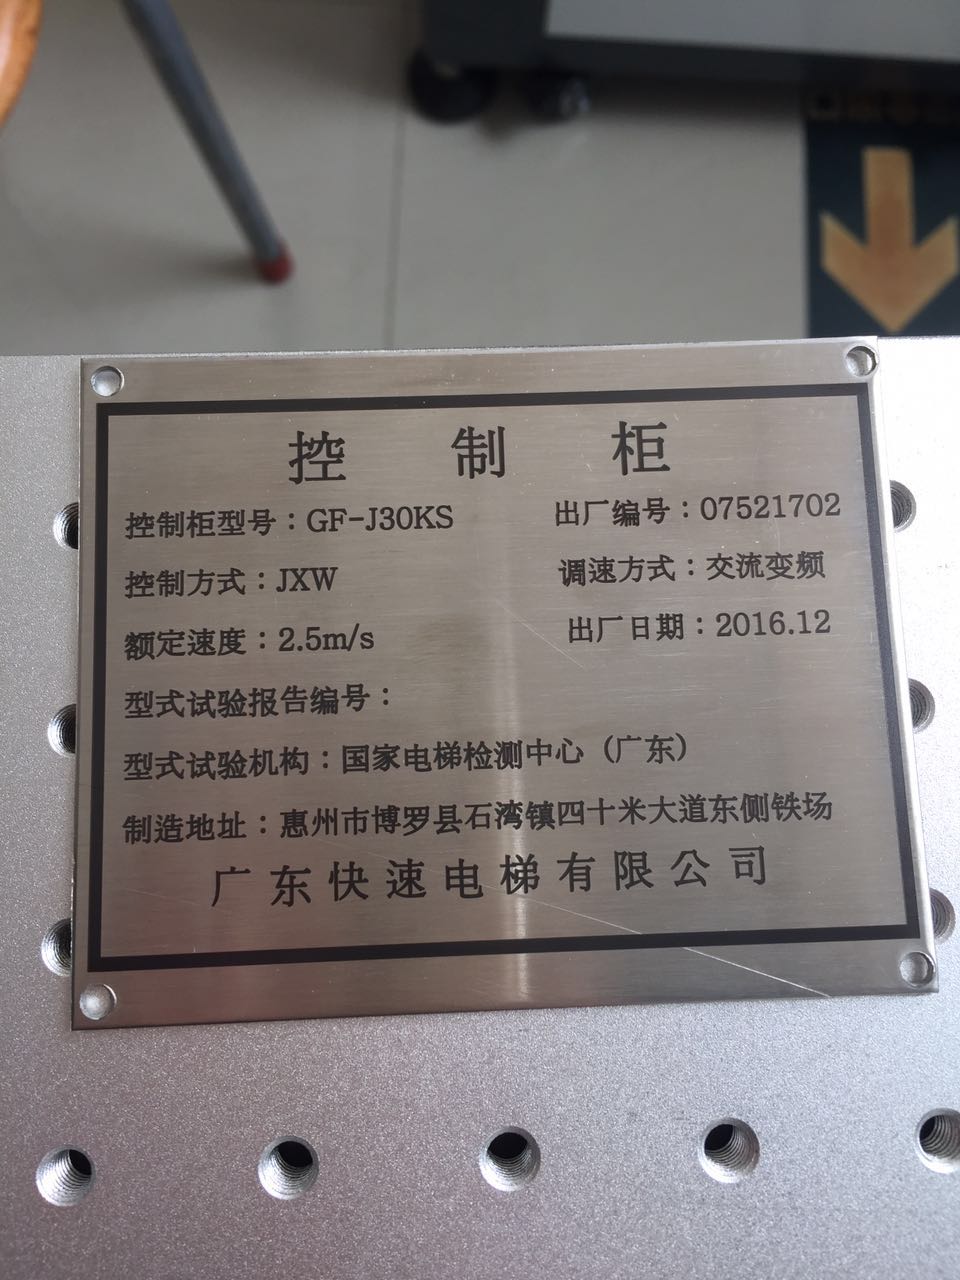 控制柜
控制柜型号：GF-J30KS 出厂编号：07521702
控制方式：JXW 调速方式：交流变频
额定速度：2.5m/s 出厂日期：2016.12
型式试验报告编号：
型式试验机构：国家电梯检测中心（广东）
制造地址：惠州市博罗县石湾镇四十米大道东侧铁场
广东快速电梯有限公司